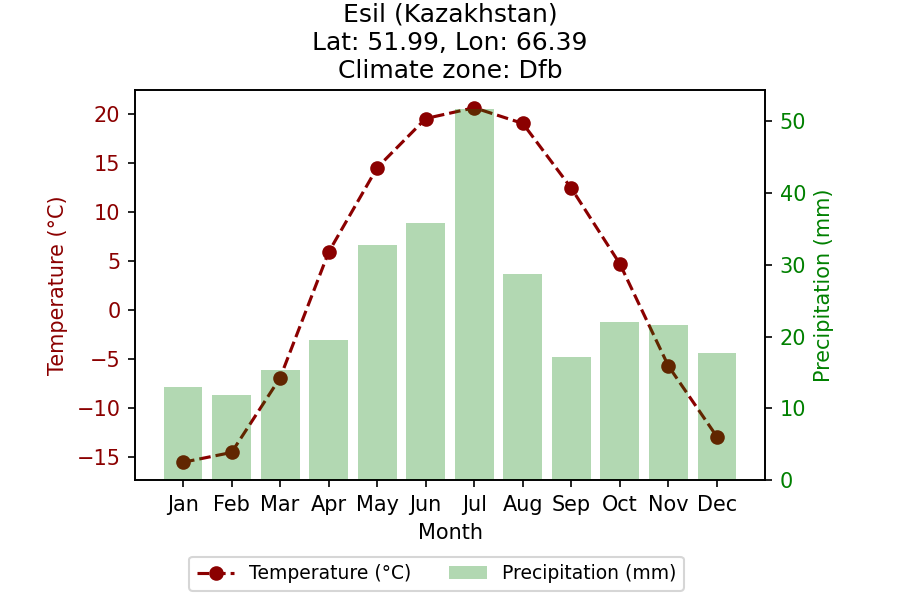 Esil (Kazakhstan)
Lat: 51.99, Lon: 66.39
Climate zone: Dfb
Temperature (°C)
20
15
10
5
0
−5
−10
−15
50
40
30
20
10
0
Precipitation (mm)
Jan Feb Mar Apr May Jun Jul Aug Sep Oct Nov Dec
Month
Temperature (°C) Precipitation (mm)